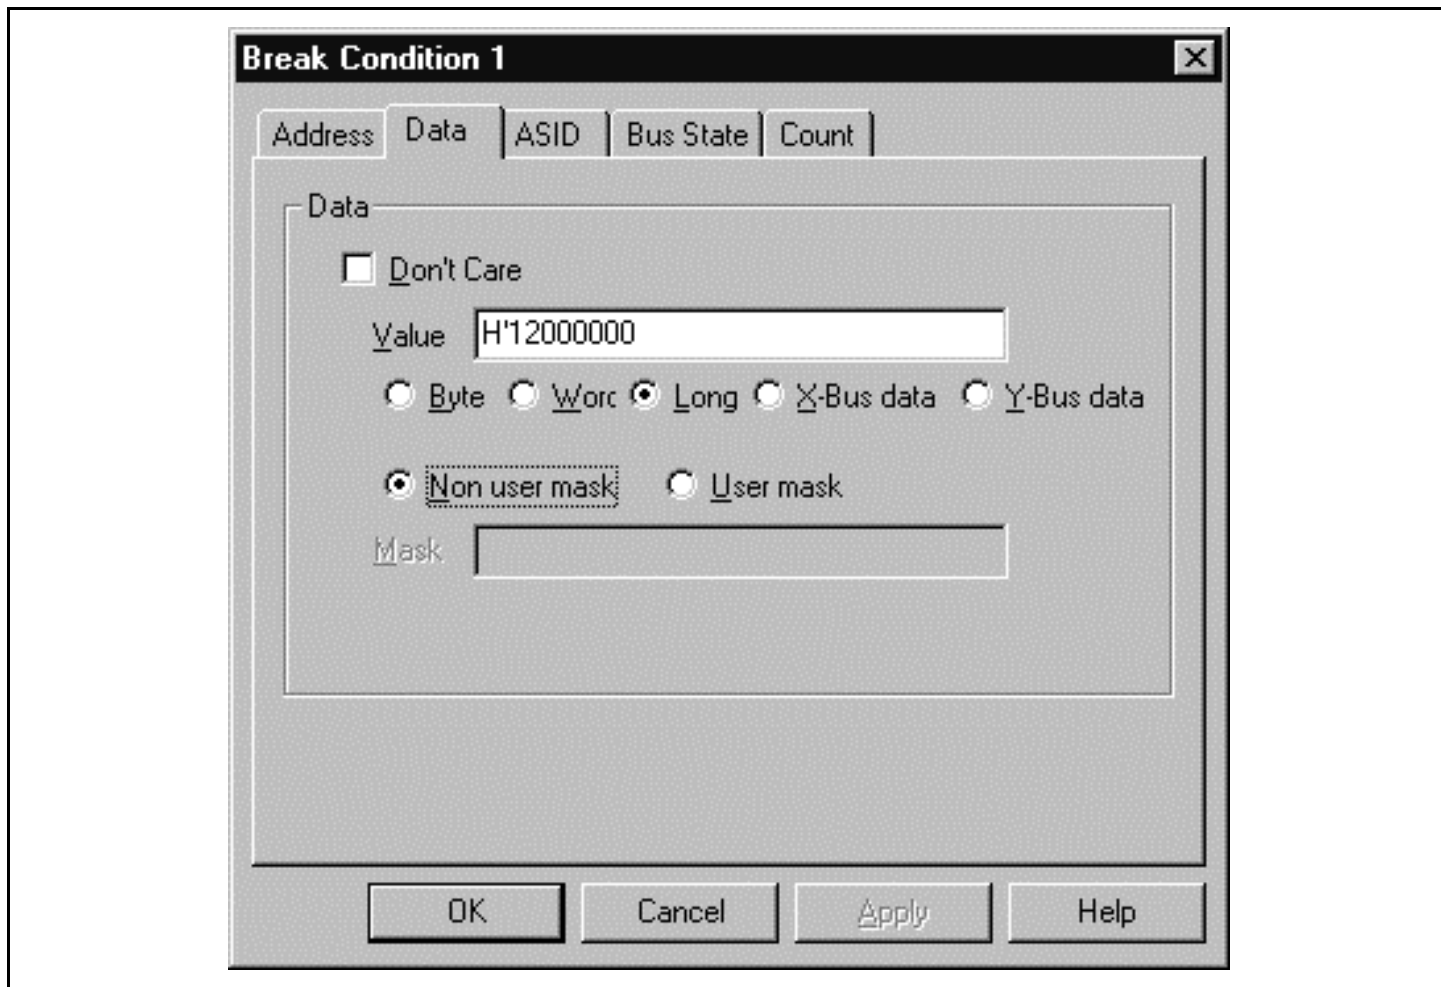 Break Condition 1
Address Data ASID Bus State Count
Data
Don't Care
Value H'12000000
Byte Worc Long X-Bus data Y-Bus data
Non user mask User mask
Mask
OK Cancel Apply Help